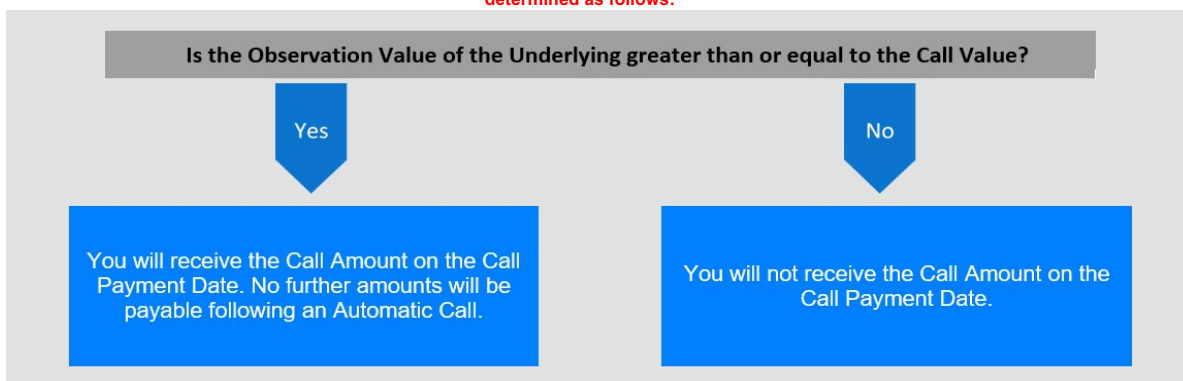 determined as follows:
Is the Observation Value of the Underlying greater than or equal to the Call Value?
Yes
No
You will receive the Call Amount on the Call
Payment Date. No further amounts will be
payable following an Automatic Call.
You will not receive the Call Amount on the
Call Payment Date.